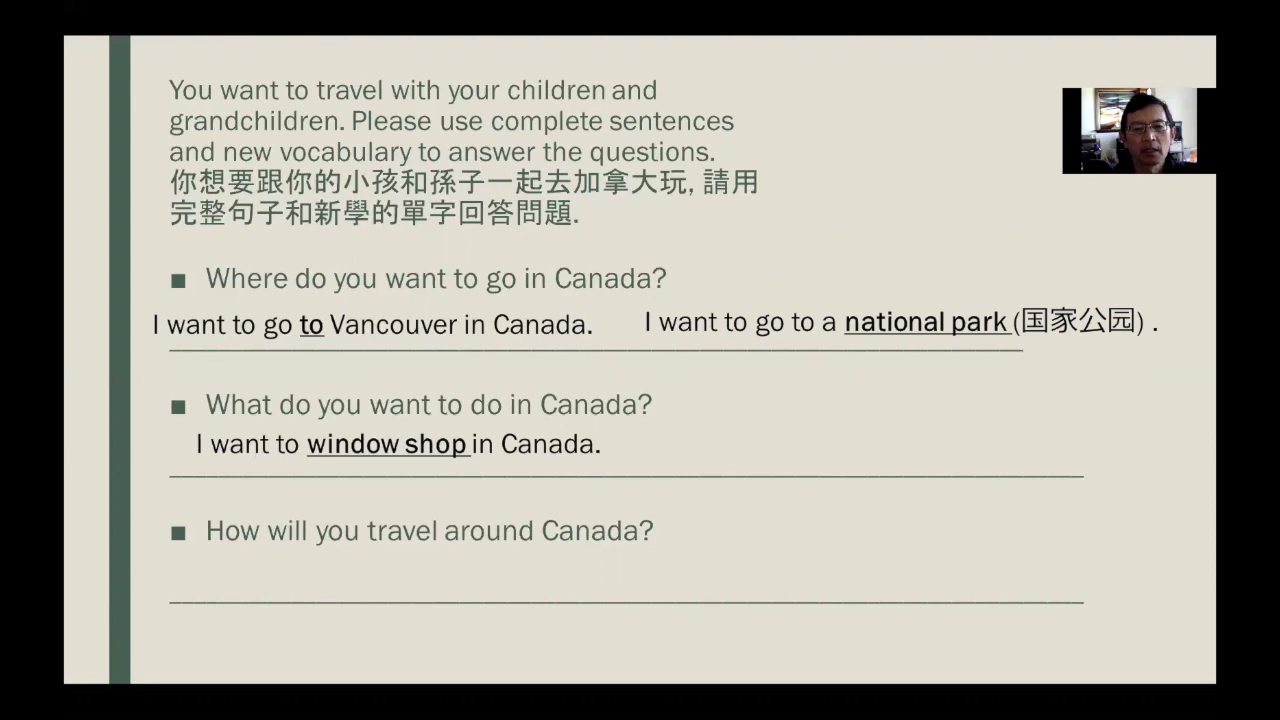 You want to travel with your children and
grandchildren. Please use complete sentences
and new vocabulary to answer the questions.
你想要跟你的小孩和孫子一起去加拿大玩, 請用
完整句子和新學的單字回答問題.
■ Where do you want to go in Canada?
I want to go to Vancouver in Canada. I want to go to a national park (国家公园) .
■ What do you want to do in Canada?
I want to window shop in Canada.
■ How will you travel around Canada?